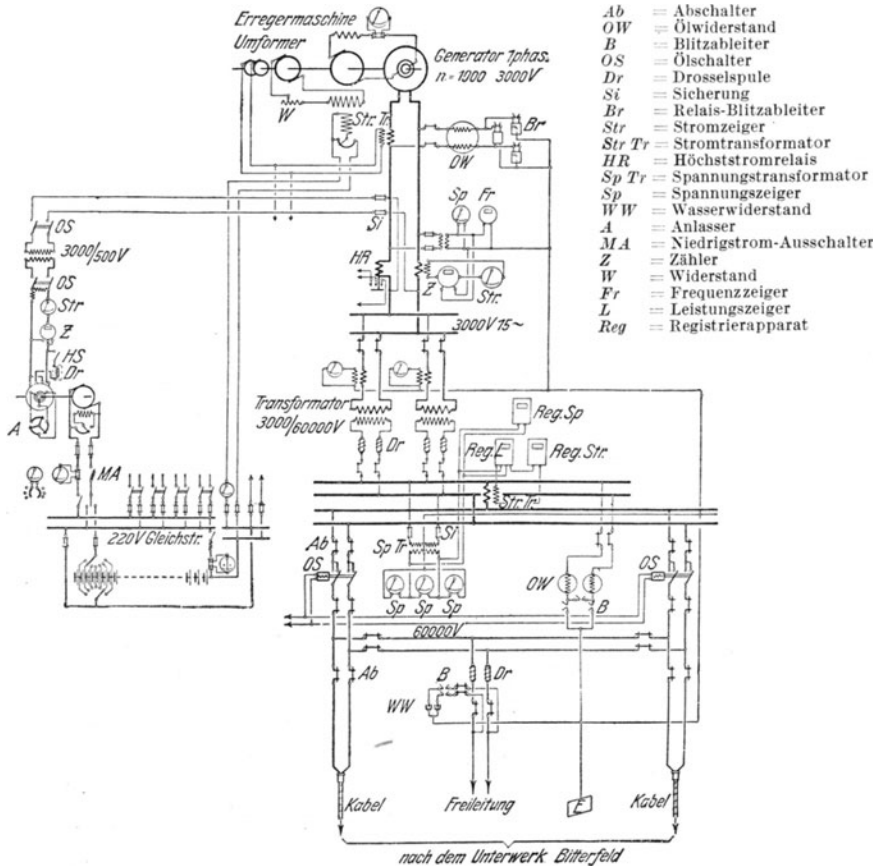 Erregermaschine
Umformer
Generator 1phas.
n=1000 3000V
W
Str. Tr.
Br
OW
Sp Fr
Si
OS
3000/500V
OS
Str
Z
HS
Dr
A
MA
HR
Z Str.
3000V 15~
Transformator
3000/60000V
Dr
Reg. Sp
Reg. E
Reg. Str.
Str. Tr.
220V Gleichstr.
Ab
Si
Sp Tr
OS
OW
OS
Sp Sp Sp
B
60000V
Ab
B
Dr
WW
Kabel
Freileitung
E
Kabel
nach dem Unterwerk Bitterfeld
Ab = Abschalter
OW = Ölwiderstand
B = Blitzableiter
OS = Ölschalter
Dr = Drosselspule
Si = Sicherung
Br = Relais-Blitzableiter
Str = Stromzeiger
Str Tr = Stromtransformator
HR = Höchststromrelais
Sp Tr = Spannungstransformator
Sp = Spannungszeiger
WW = Wasserwiderstand
A = Anlasser
MA = Niedrigstrom-Ausschalter
Z = Zähler
W = Widerstand
Fr = Frequenzzeiger
L = Leistungszeiger
Reg = Registrierapparat